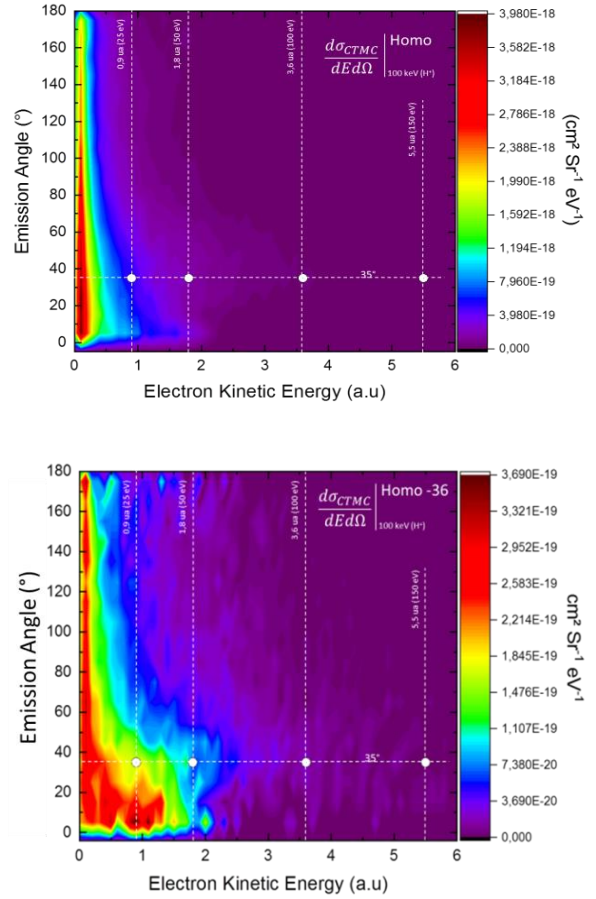 180
160
140
120
100
80
60
40
20
0
Emission Angle (°)
0 1 2 3 4 5 6
Electron Kinetic Energy (a.u)
0,9 ua (25 eV)
1,8 ua (50 eV)
3,6 ua (100 eV)
5,5 ua (150 eV)
35°
dσCTMC
dEdΩ
Homo
100 keV (H⁺)
3,980E-18
3,582E-18
3,184E-18
2,786E-18
2,388E-18
1,990E-18
1,592E-18
1,194E-18
7,960E-19
3,980E-19
0,000
(cm² Sr⁻¹ eV⁻¹)
180
160
140
120
100
80
60
40
20
0
Emission Angle (°)
0 1 2 3 4 5 6
Electron Kinetic Energy (a.u)
0,9 ua (25 eV)
1,8 ua (50 eV)
3,6 ua (100 eV)
5,5 ua (150 eV)
35°
dσCTMC
dEdΩ
Homo -36
100 keV (H⁺)
3,690E-19
3,321E-19
2,952E-19
2,583E-19
2,214E-19
1,845E-19
1,476E-19
1,107E-19
7,380E-20
3,690E-20
0,000
cm² Sr⁻¹ eV⁻¹